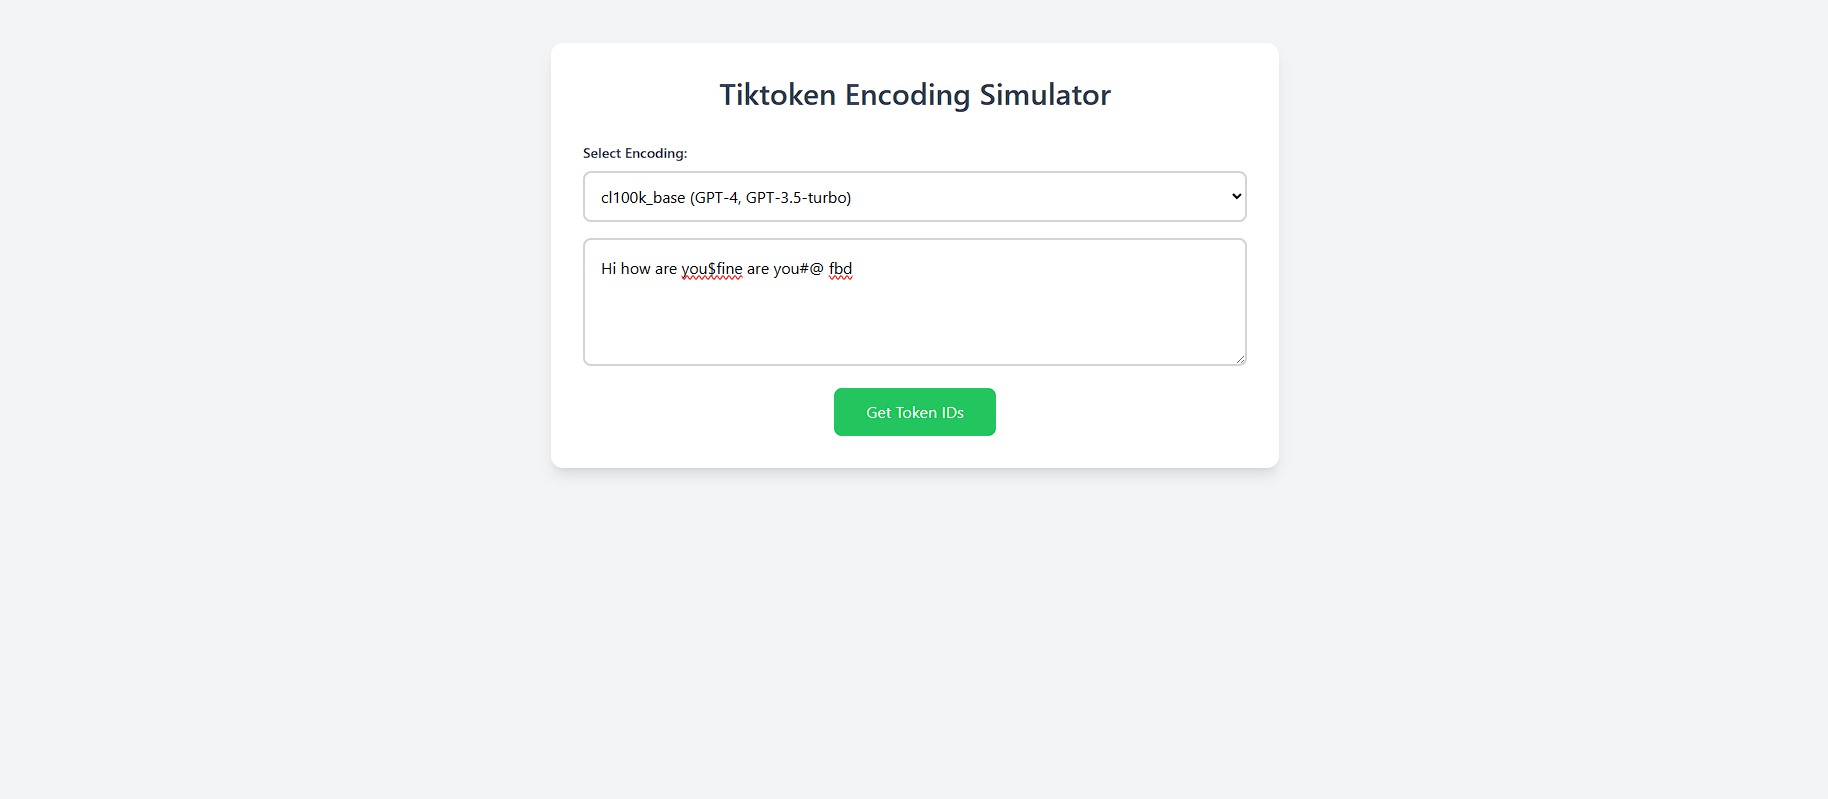 Tiktoken Encoding Simulator
Select Encoding:
cl100k_base (GPT-4, GPT-3.5-turbo)
Hi how are you$fine are you#@ fbd
Get Token IDs